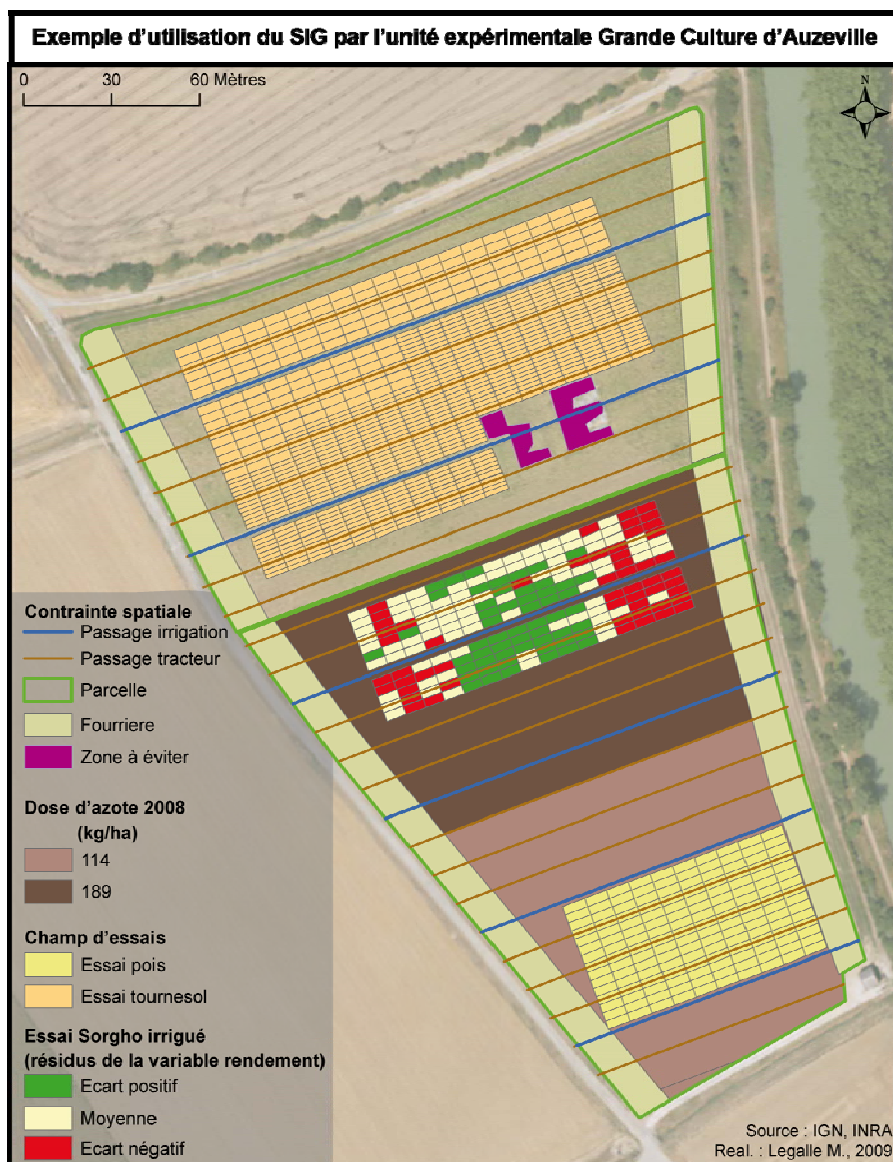 Exemple d'utilisation du SIG par l'unité expérimentale Grande Culture d'Auzeville
0 30 60 Mètres
N
Contrainte spatiale
Passage irrigation
Passage tracteur
Parcelle
Fourriere
Zone à éviter
Dose d'azote 2008
(kg/ha)
114
189
Champ d'essais
Essai pois
Essai tournesol
Essai Sorgho irrigué
(résidus de la variable rendement)
Ecart positif
Moyenne
Ecart négatif
Source : IGN, INRA
Real. : Legalle M., 2009